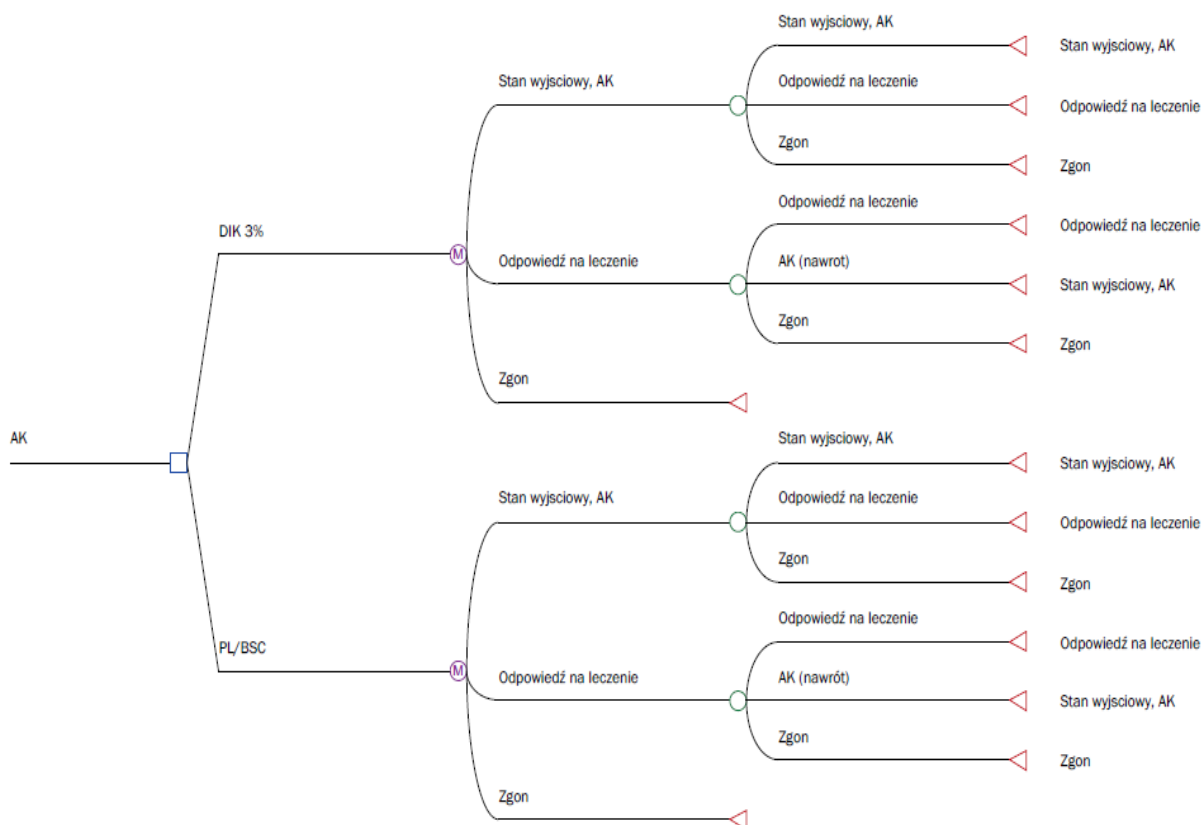 Stan wyjsciowy, AK
Stan wyjsciowy, AK
Stan wyjsciowy, AK
Odpowiedź na leczenie
Odpowiedź na leczenie
Zgon
Zgon
Odpowiedź na leczenie
Odpowiedź na leczenie
DIK 3%
M
Odpowiedź na leczenie
AK (nawrot)
Stan wyjsciowy, AK
Zgon
Zgon
Zgon
AK
Stan wyjsciowy, AK
Stan wyjsciowy, AK
Stan wyjsciowy, AK
Odpowiedź na leczenie
Odpowiedź na leczenie
Zgon
Zgon
Odpowiedź na leczenie
Odpowiedź na leczenie
PL/BSC
M
Odpowiedź na leczenie
AK (nawrót)
Stan wyjsciowy, AK
Zgon
Zgon
Zgon